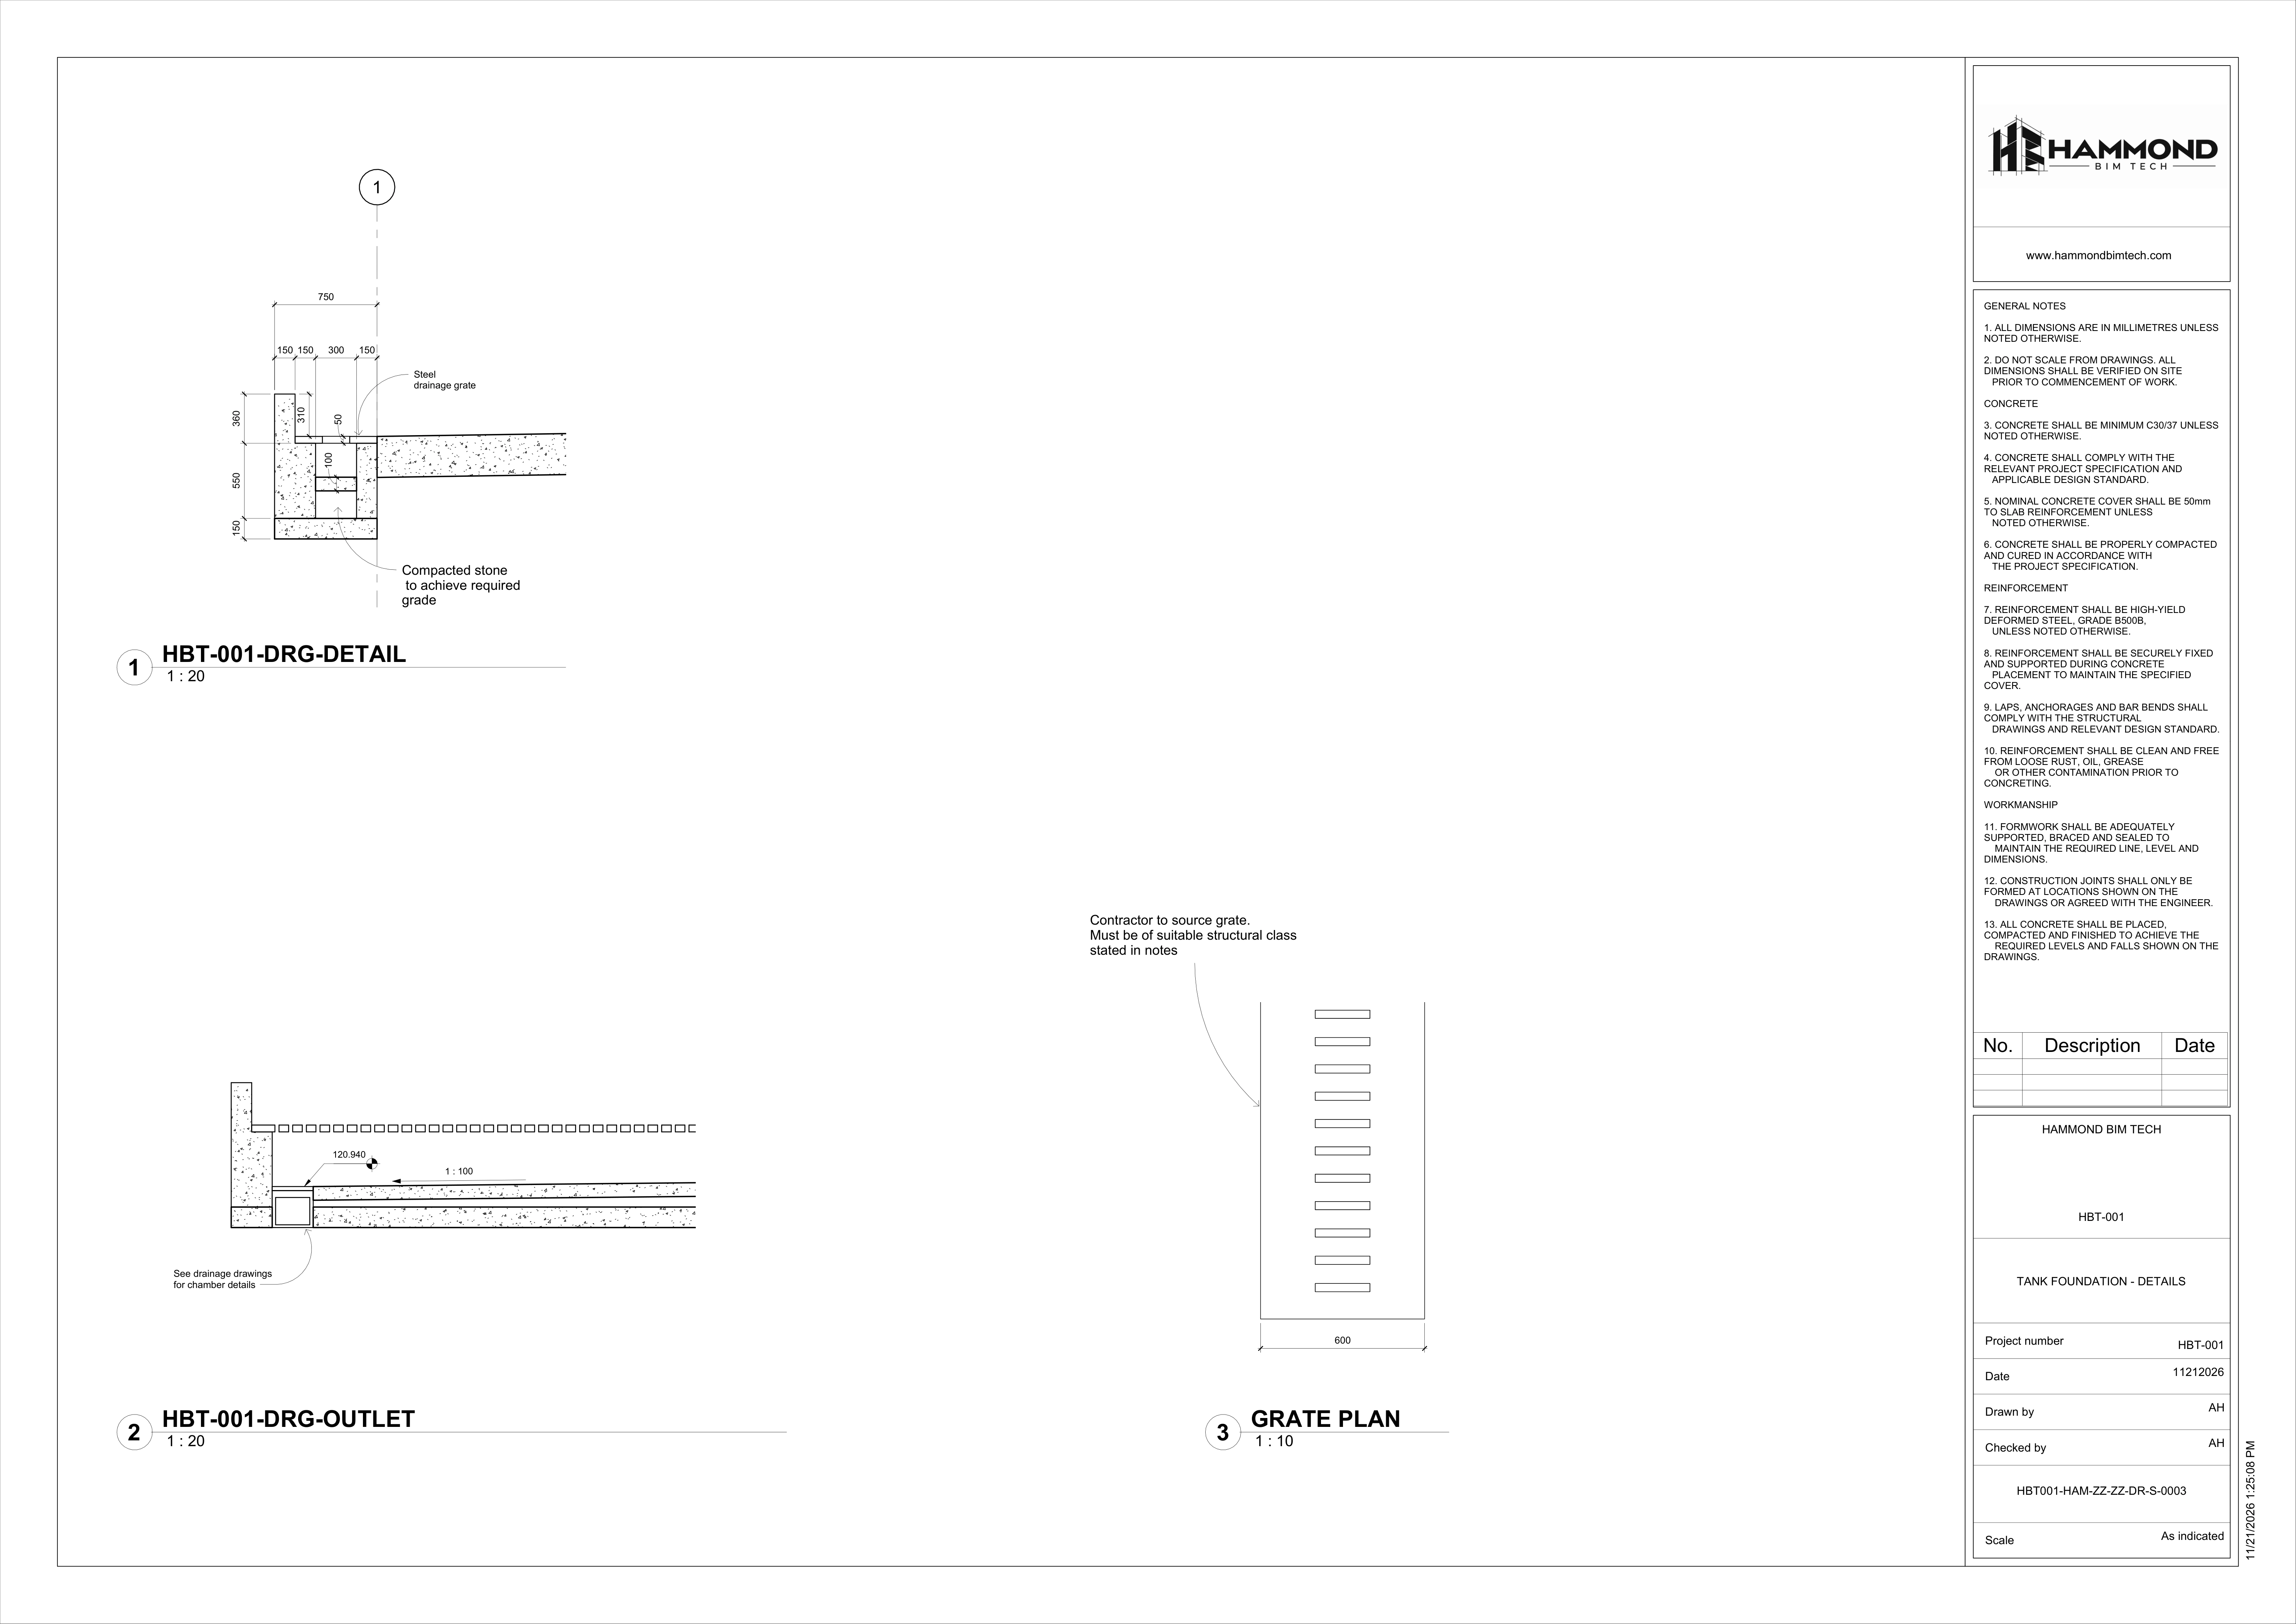 1
750
150 150 300 150
Steel
drainage grate
360
310
50
100
550
150
Compacted stone
to achieve required
grade
1
HBT-001-DRG-DETAIL
1 : 20
Contractor to source grate.
Must be of suitable structural class
stated in notes
120.940
1 : 100
See drainage drawings
for chamber details
600
2
HBT-001-DRG-OUTLET
1 : 20
3
GRATE PLAN
1 : 10
HAMMOND
BIM TECH
www.hammondbimtech.com
GENERAL NOTES
1. ALL DIMENSIONS ARE IN MILLIMETRES UNLESS
NOTED OTHERWISE.
2. DO NOT SCALE FROM DRAWINGS. ALL
DIMENSIONS SHALL BE VERIFIED ON SITE
PRIOR TO COMMENCEMENT OF WORK.
CONCRETE
3. CONCRETE SHALL BE MINIMUM C30/37 UNLESS
NOTED OTHERWISE.
4. CONCRETE SHALL COMPLY WITH THE
RELEVANT PROJECT SPECIFICATION AND
APPLICABLE DESIGN STANDARD.
5. NOMINAL CONCRETE COVER SHALL BE 50mm
TO SLAB REINFORCEMENT UNLESS
NOTED OTHERWISE.
6. CONCRETE SHALL BE PROPERLY COMPACTED
AND CURED IN ACCORDANCE WITH
THE PROJECT SPECIFICATION.
REINFORCEMENT
7. REINFORCEMENT SHALL BE HIGH-YIELD
DEFORMED STEEL, GRADE B500B,
UNLESS NOTED OTHERWISE.
8. REINFORCEMENT SHALL BE SECURELY FIXED
AND SUPPORTED DURING CONCRETE
PLACEMENT TO MAINTAIN THE SPECIFIED
COVER.
9. LAPS, ANCHORAGES AND BAR BENDS SHALL
COMPLY WITH THE STRUCTURAL
DRAWINGS AND RELEVANT DESIGN STANDARD.
10. REINFORCEMENT SHALL BE CLEAN AND FREE
FROM LOOSE RUST, OIL, GREASE
OR OTHER CONTAMINATION PRIOR TO
CONCRETING.
WORKMANSHIP
11. FORMWORK SHALL BE ADEQUATELY
SUPPORTED, BRACED AND SEALED TO
MAINTAIN THE REQUIRED LINE, LEVEL AND
DIMENSIONS.
12. CONSTRUCTION JOINTS SHALL ONLY BE
FORMED AT LOCATIONS SHOWN ON THE
DRAWINGS OR AGREED WITH THE ENGINEER.
13. ALL CONCRETE SHALL BE PLACED,
COMPACTED AND FINISHED TO ACHIEVE THE
REQUIRED LEVELS AND FALLS SHOWN ON THE
DRAWINGS.
No. Description Date
HAMMOND BIM TECH
HBT-001
TANK FOUNDATION - DETAILS
Project number HBT-001
Date 11212026
Drawn by AH
Checked by AH
HBT001-HAM-ZZ-ZZ-DR-S-0003
Scale As indicated
11/21/2026 1:25:08 PM